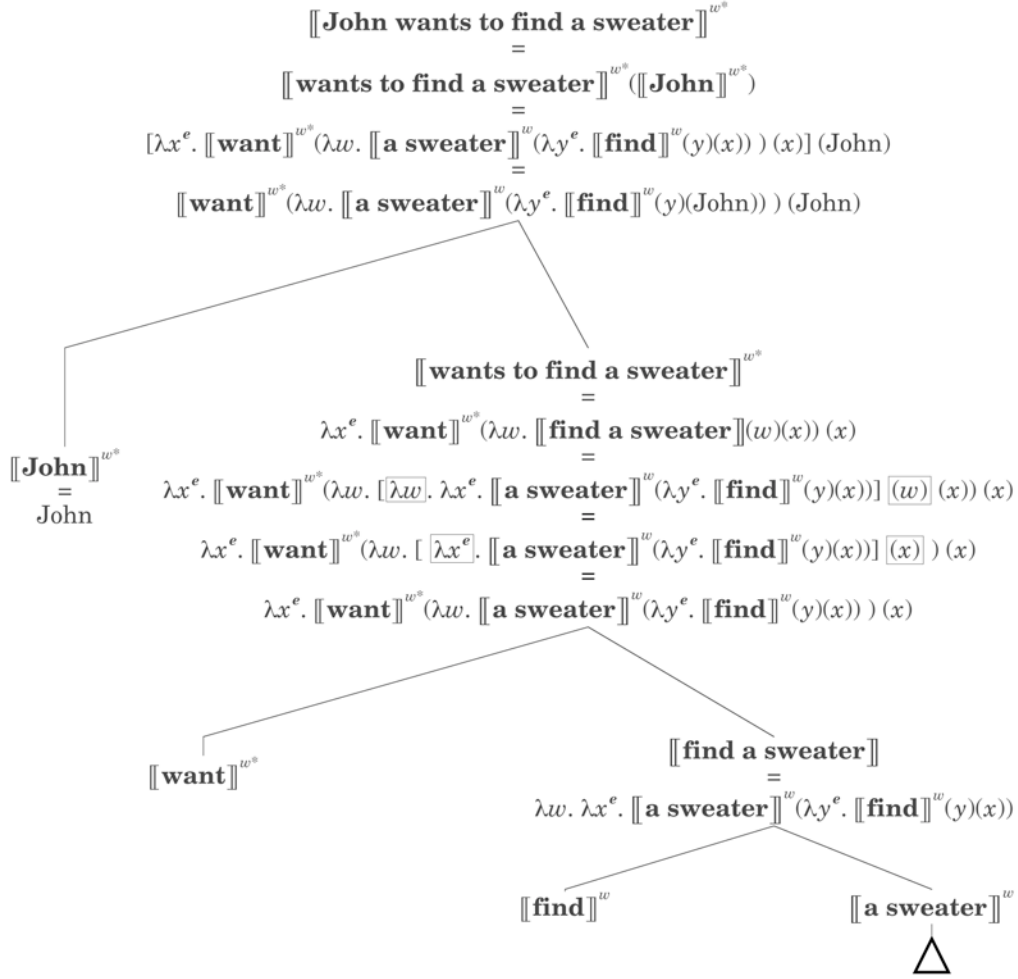 ⟦John wants to find a sweater⟧^w*
=
⟦wants to find a sweater⟧^w*(⟦John⟧^w*)
=
[λx^e. ⟦want⟧^w*(λw. ⟦a sweater⟧^w(λy^e. ⟦find⟧^w(y)(x)) ) (x)] (John)
=
⟦want⟧^w*(λw. ⟦a sweater⟧^w(λy^e. ⟦find⟧^w(y)(John)) ) (John)
⟦John⟧^w*
=
John
⟦wants to find a sweater⟧^w*
=
λx^e. ⟦want⟧^w*(λw. ⟦find a sweater⟧(w)(x)) (x)
=
λx^e. ⟦want⟧^w*(λw. [λw. λx^e. ⟦a sweater⟧^w(λy^e. ⟦find⟧^w(y)(x))] (w) (x)) (x)
=
λx^e. ⟦want⟧^w*(λw. [ λx^e. ⟦a sweater⟧^w(λy^e. ⟦find⟧^w(y)(x))] (x) ) (x)
=
λx^e. ⟦want⟧^w*(λw. ⟦a sweater⟧^w(λy^e. ⟦find⟧^w(y)(x)) ) (x)
⟦want⟧^w*
⟦find a sweater⟧
=
λw. λx^e. ⟦a sweater⟧^w(λy^e. ⟦find⟧^w(y)(x))
⟦find⟧^w
⟦a sweater⟧^w